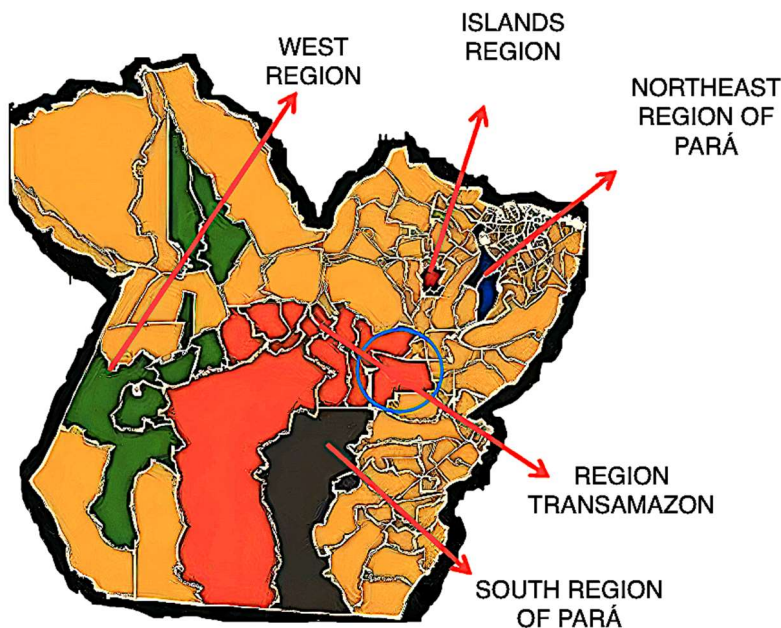 WEST
REGION
ISLANDS
REGION
NORTHEAST
REGION OF
PARÁ
REGION
TRANSAMAZON
SOUTH REGION
OF PARÁ